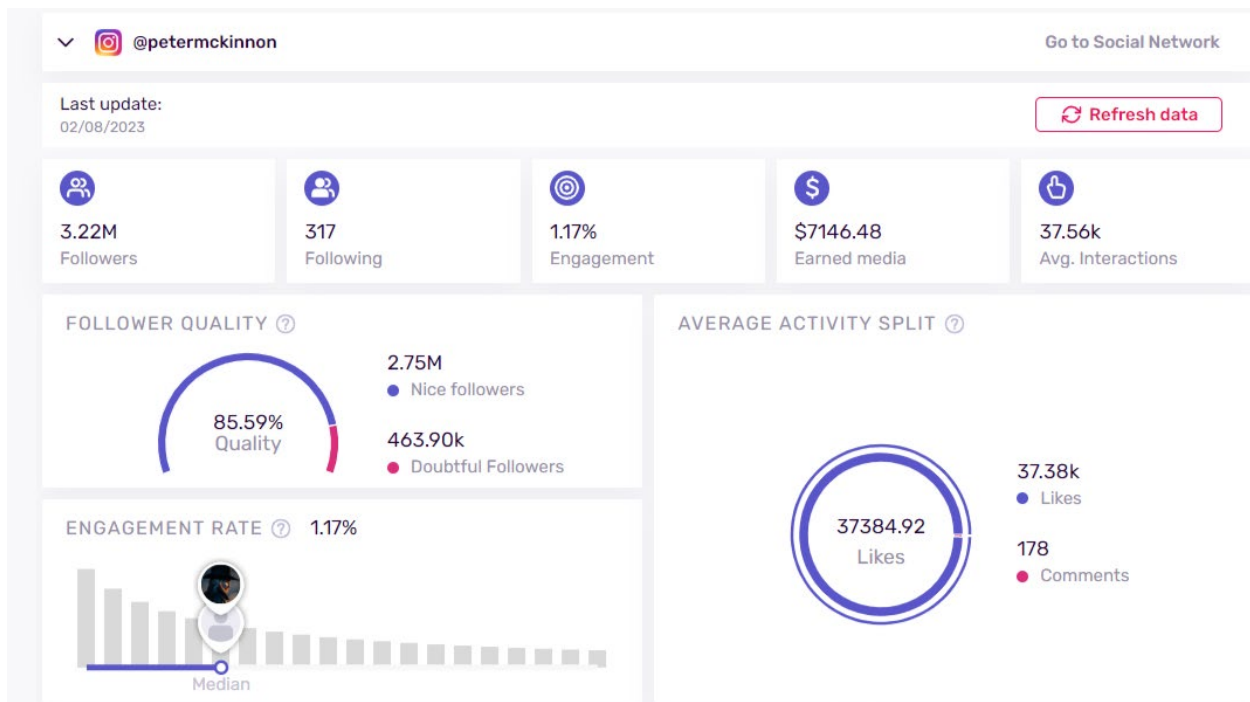 @petermckinnon
Go to Social Network
Last update:
02/08/2023
Refresh data
3.22M
Followers
317
Following
1.17%
Engagement
$7146.48
Earned media
37.56k
Avg. Interactions
FOLLOWER QUALITY ?
85.59%
Quality
2.75M
Nice followers
463.90k
Doubtful Followers
ENGAGEMENT RATE ? 1.17%
Median
AVERAGE ACTIVITY SPLIT ?
37384.92
Likes
37.38k
Likes
178
Comments